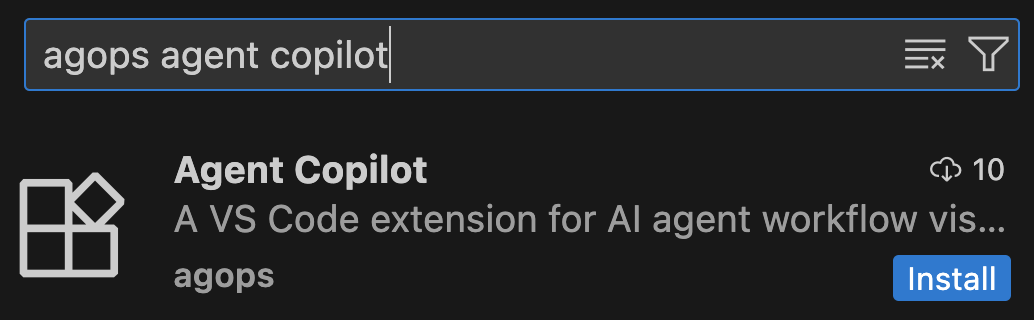 agops agent copilot
Agent Copilot 10
A VS Code extension for AI agent workflow vis...
agops Install